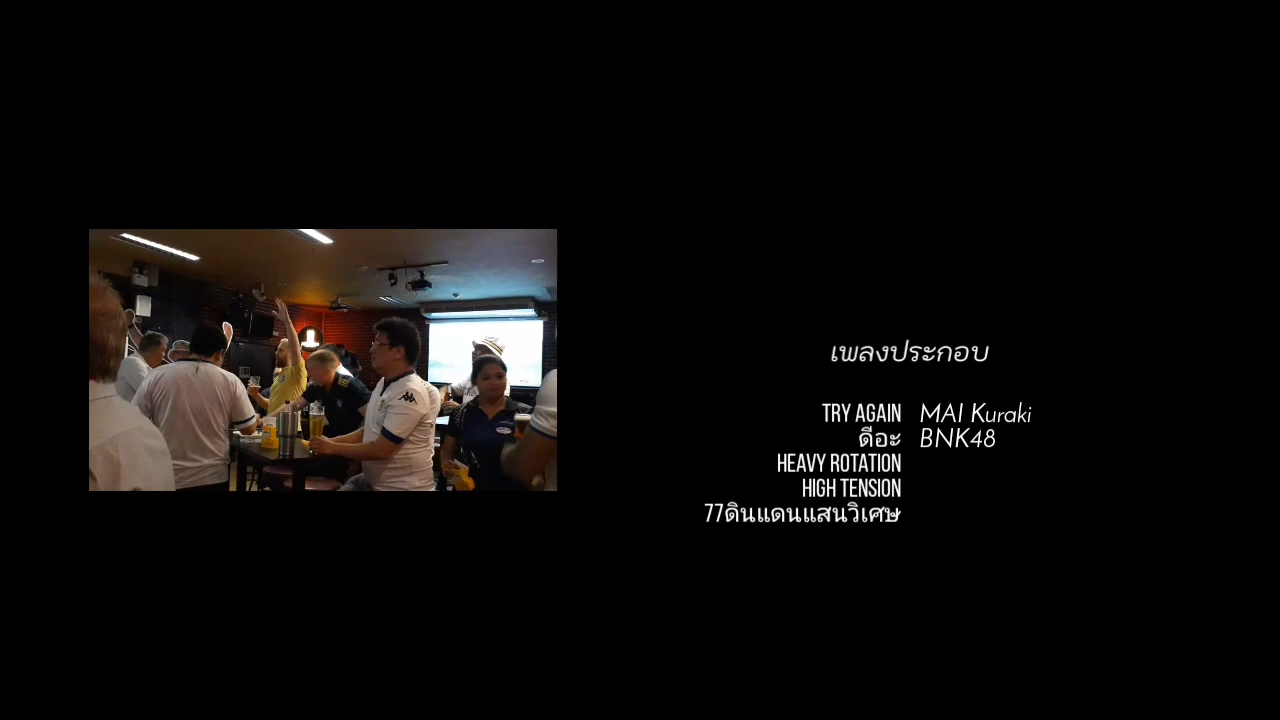 เพลงประกอบ
TRY AGAIN MAI Kuraki
ดีอะ BNK48
HEAVY ROTATION
HIGH TENSION
77ดินแดนแสนวิเศษ